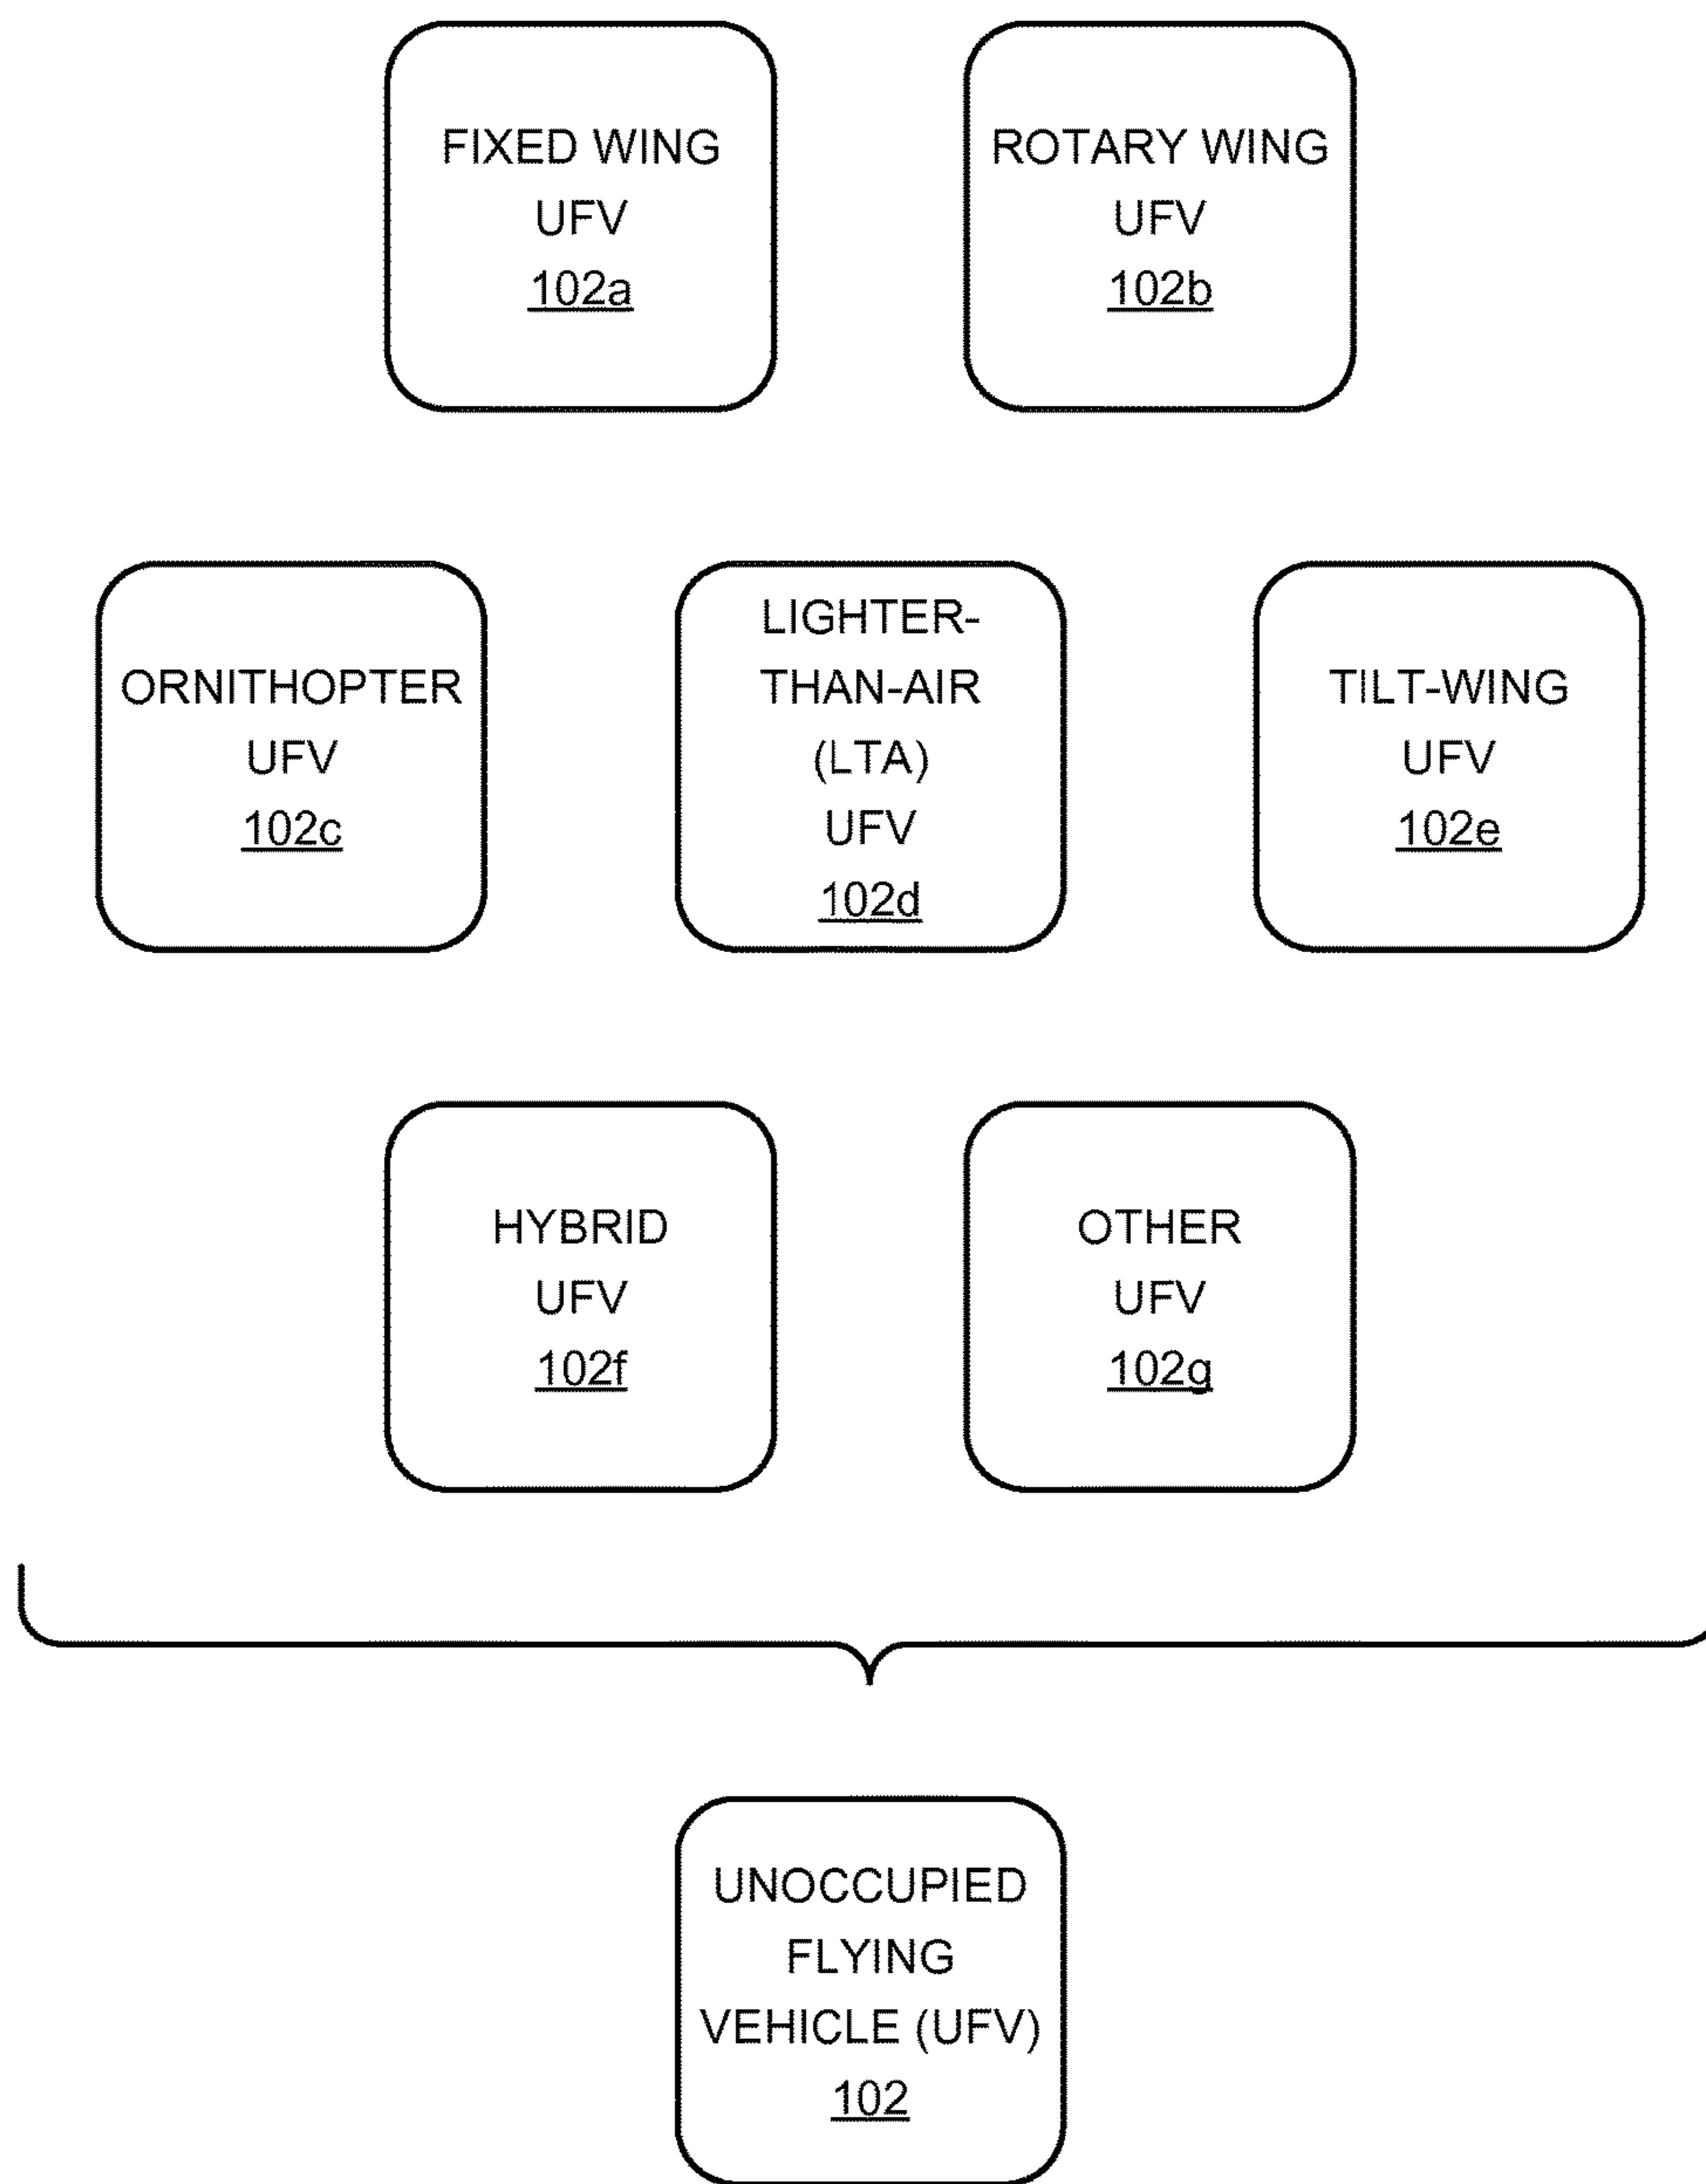 FIXED WING
UFV
102a
ROTARY WING
UFV
102b
ORNITHOPTER
UFV
102c
LIGHTER-
THAN-AIR
(LTA)
UFV
102d
TILT-WING
UFV
102e
HYBRID
UFV
102f
OTHER
UFV
102g
UNOCCUPIED
FLYING
VEHICLE (UFV)
102